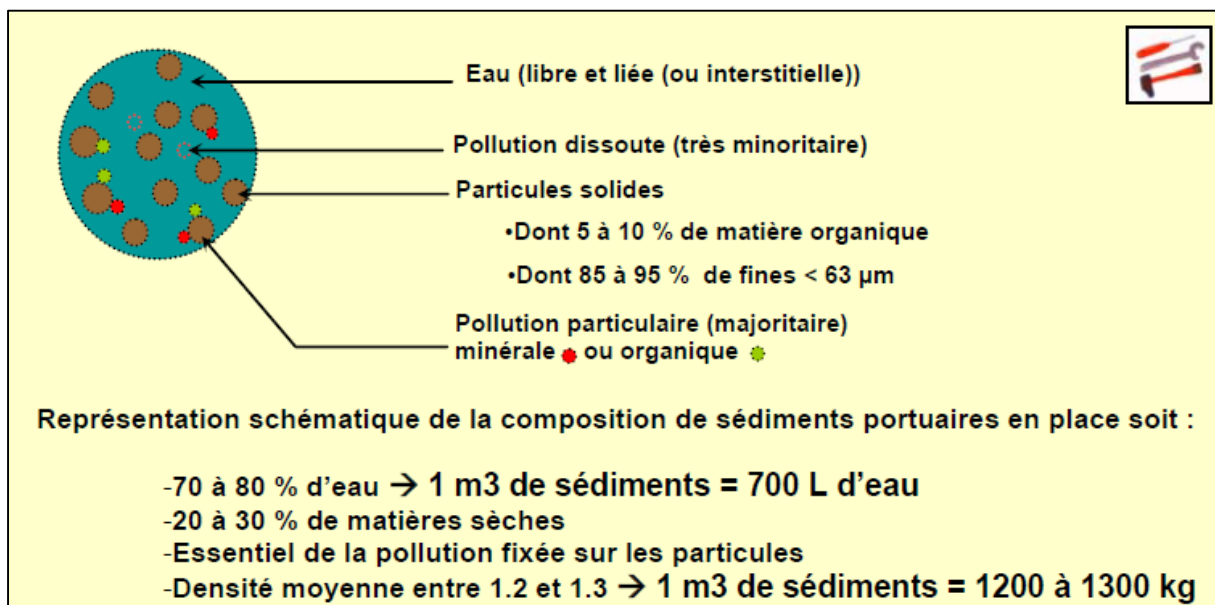 Eau (libre et liée (ou interstitielle))
Pollution dissoute (très minoritaire)
Particules solides
•Dont 5 à 10 % de matière organique
•Dont 85 à 95 % de fines < 63 µm
Pollution particulaire (majoritaire)
minérale ou organique
Représentation schématique de la composition de sédiments portuaires en place soit :
-70 à 80 % d'eau → 1 m3 de sédiments = 700 L d'eau
-20 à 30 % de matières sèches
-Essentiel de la pollution fixée sur les particules
-Densité moyenne entre 1.2 et 1.3 → 1 m3 de sédiments = 1200 à 1300 kg